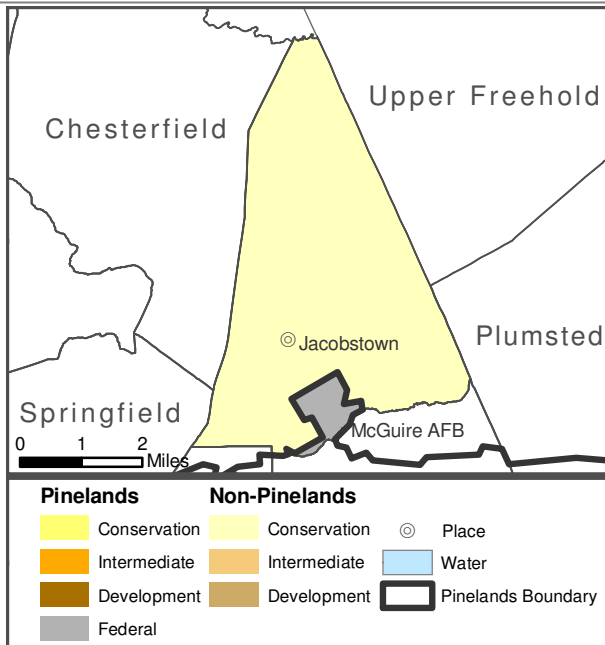 Upper Freehold
Chesterfield
Jacobstown
Plumsted
Springfield
McGuire AFB
0 1 2
Miles
Pinelands Non-Pinelands
Conservation Conservation Place
Intermediate Intermediate Water
Development Development Pinelands Boundary
Federal